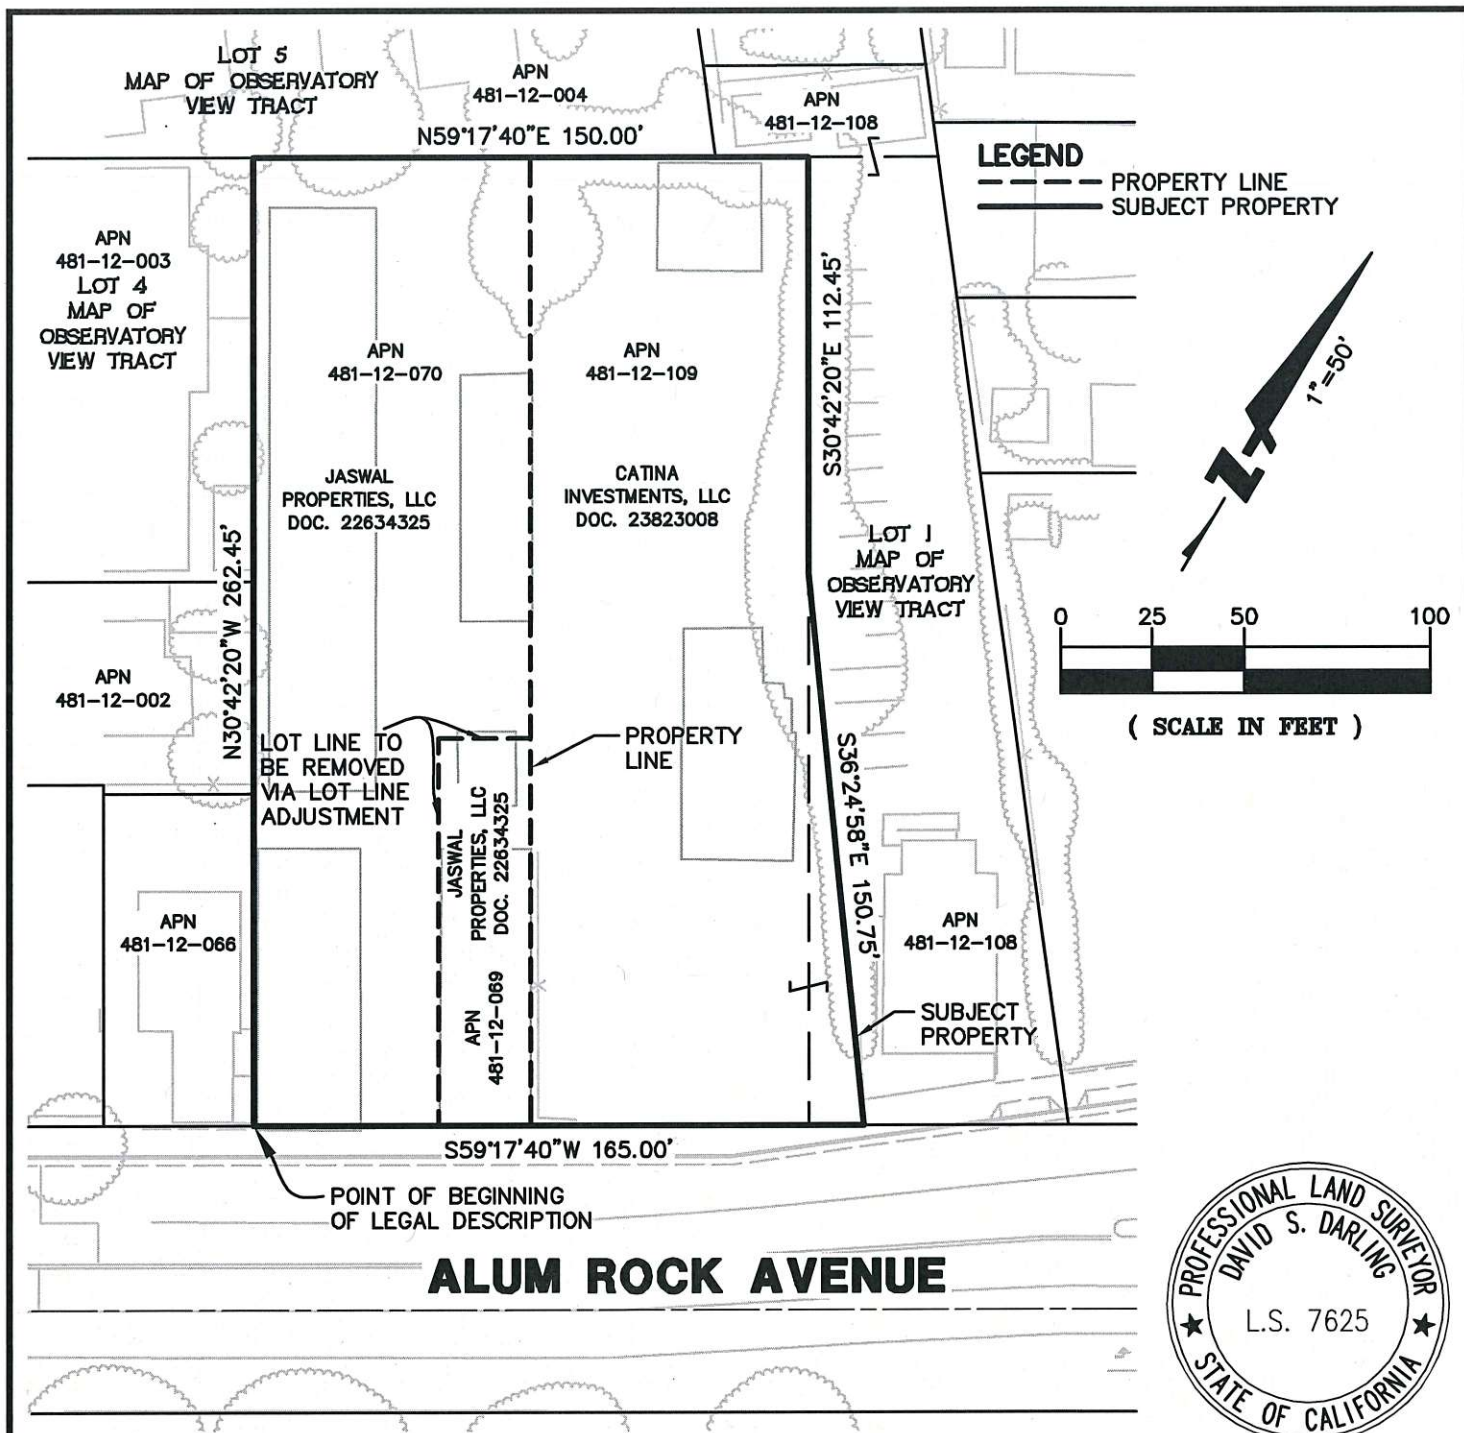 LOT 5
MAP OF OBSERVATORY
VIEW TRACT
APN
481-12-004
APN
481-12-108
N59°17'40"E 150.00'
LEGEND
PROPERTY LINE
SUBJECT PROPERTY
APN
481-12-003
LOT 4
MAP OF
OBSERVATORY
VIEW TRACT
APN
481-12-070
APN
481-12-109
S30°42'20"E 112.45'
1"=50'
N
JASWAL
PROPERTIES, LLC
DOC. 22634325
CATINA
INVESTMENTS, LLC
DOC. 23823008
LOT 1
MAP OF
OBSERVATORY
VIEW TRACT
N30°42'20"W 262.45'
0 25 50 100
( SCALE IN FEET )
APN
481-12-002
LOT LINE TO
BE REMOVED
VIA LOT LINE
ADJUSTMENT
PROPERTY
LINE
JASWAL
PROPERTIES, LLC
DOC. 22634325
S36°24'58"E 150.75'
APN
481-12-066
APN
481-12-069
APN
481-12-108
SUBJECT
PROPERTY
S59°17'40"W 165.00'
POINT OF BEGINNING
OF LEGAL DESCRIPTION
ALUM ROCK AVENUE
PROFESSIONAL LAND SURVEYOR
DAVID S. DARLING
L.S. 7625
STATE OF CALIFORNIA